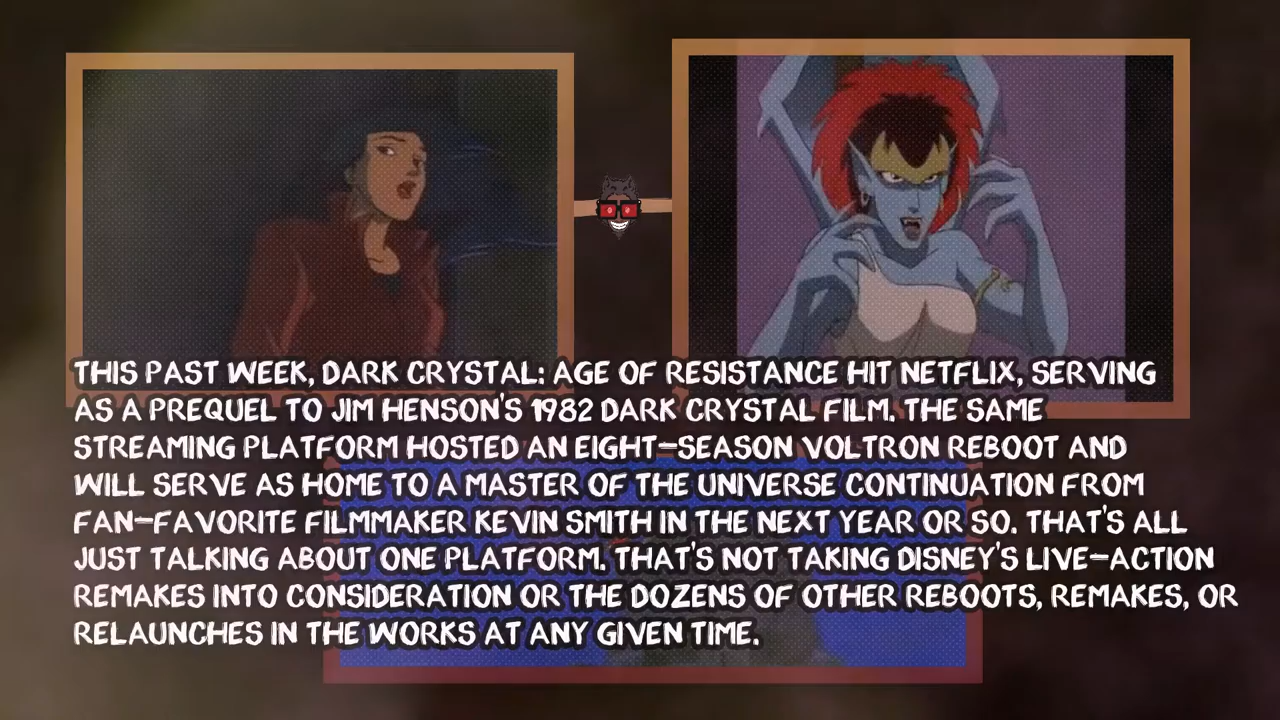 THIS PAST WEEK, DARK CRYSTAL: AGE OF RESISTANCE HIT NETFLIX, SERVING
AS A PREQUEL TO JIM HENSON'S 1982 DARK CRYSTAL FILM. THE SAME
STREAMING PLATFORM HOSTED AN EIGHT-SEASON VOLTRON REBOOT AND
WILL SERVE AS HOME TO A MASTER OF THE UNIVERSE CONTINUATION FROM
FAN-FAVORITE FILMMAKER KEVIN SMITH IN THE NEXT YEAR OR SO. THAT'S ALL
JUST TALKING ABOUT ONE PLATFORM. THAT'S NOT TAKING DISNEY'S LIVE-ACTION
REMAKES INTO CONSIDERATION OR THE DOZENS OF OTHER REBOOTS, REMAKES, OR
RELAUNCHES IN THE WORKS AT ANY GIVEN TIME.